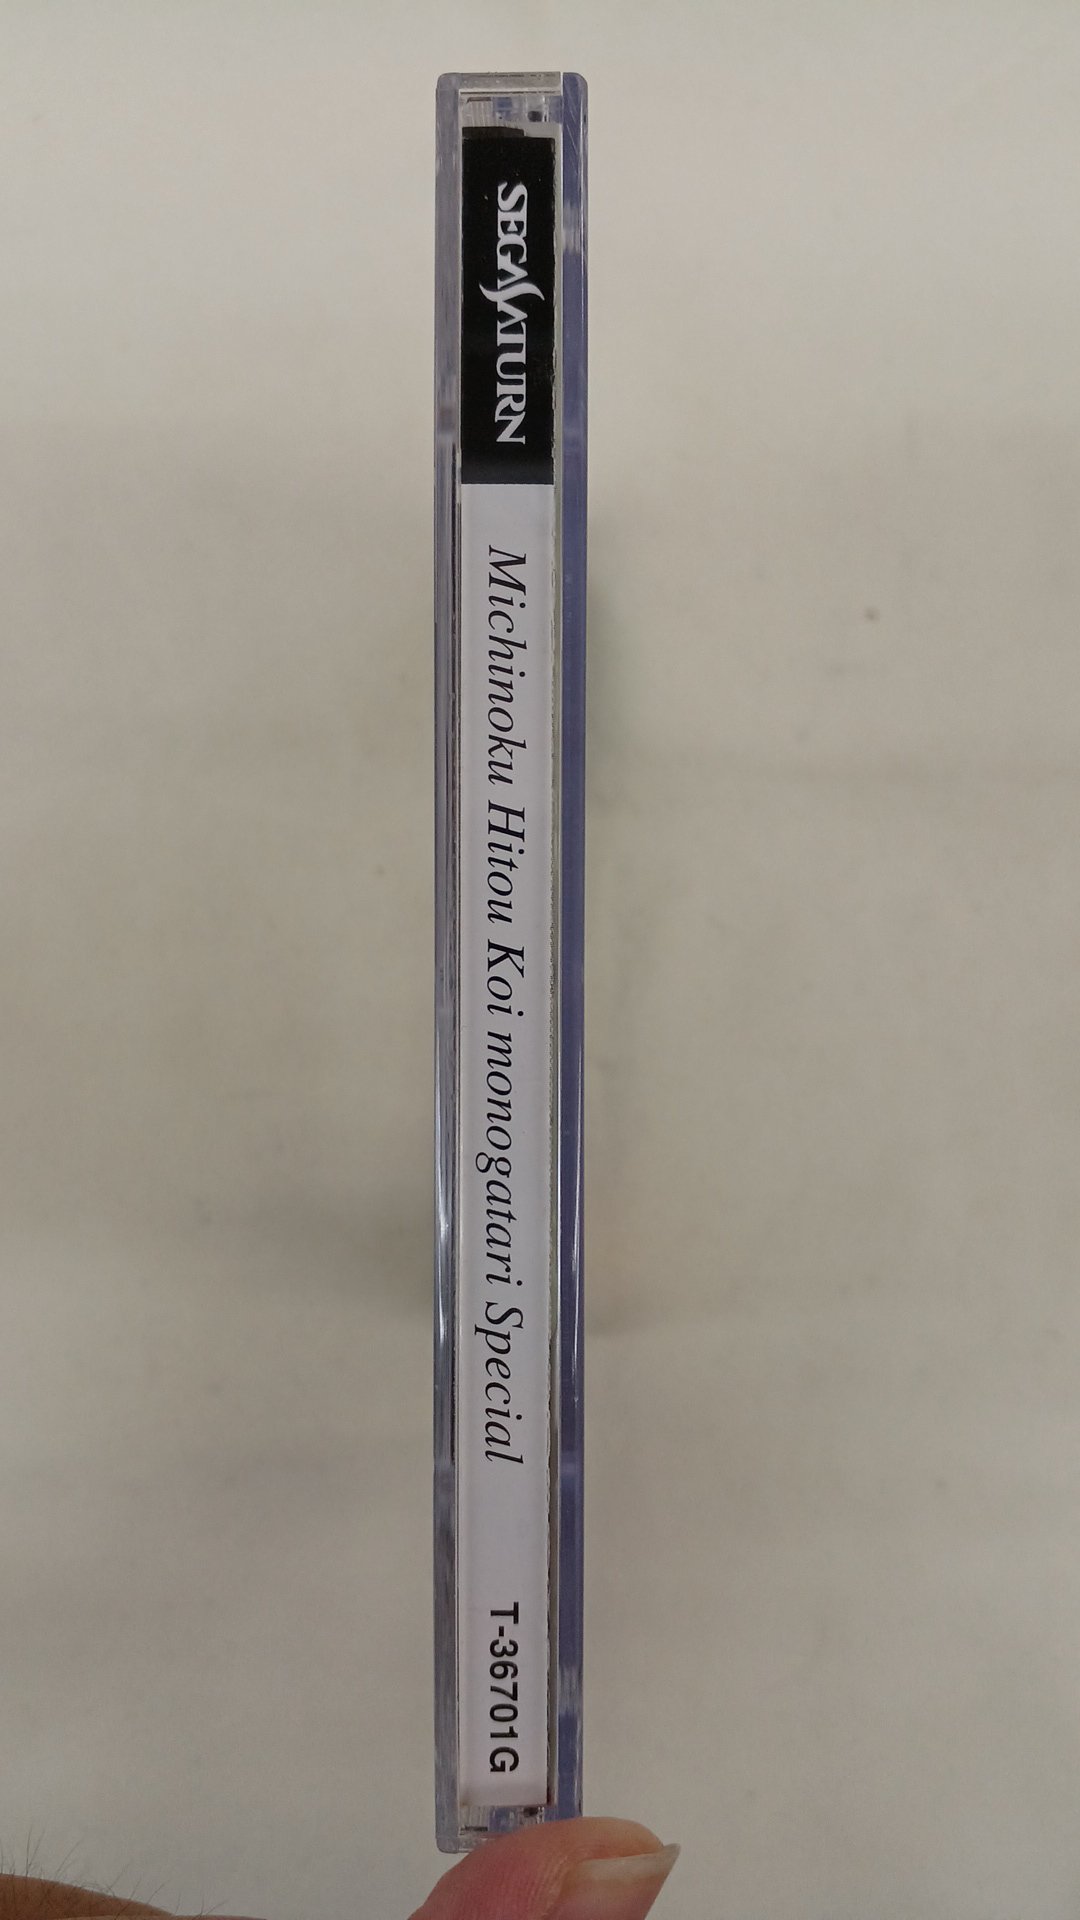 SEGA SATURN
Michinoku Hitou Koi monogatari Special
T-36701G